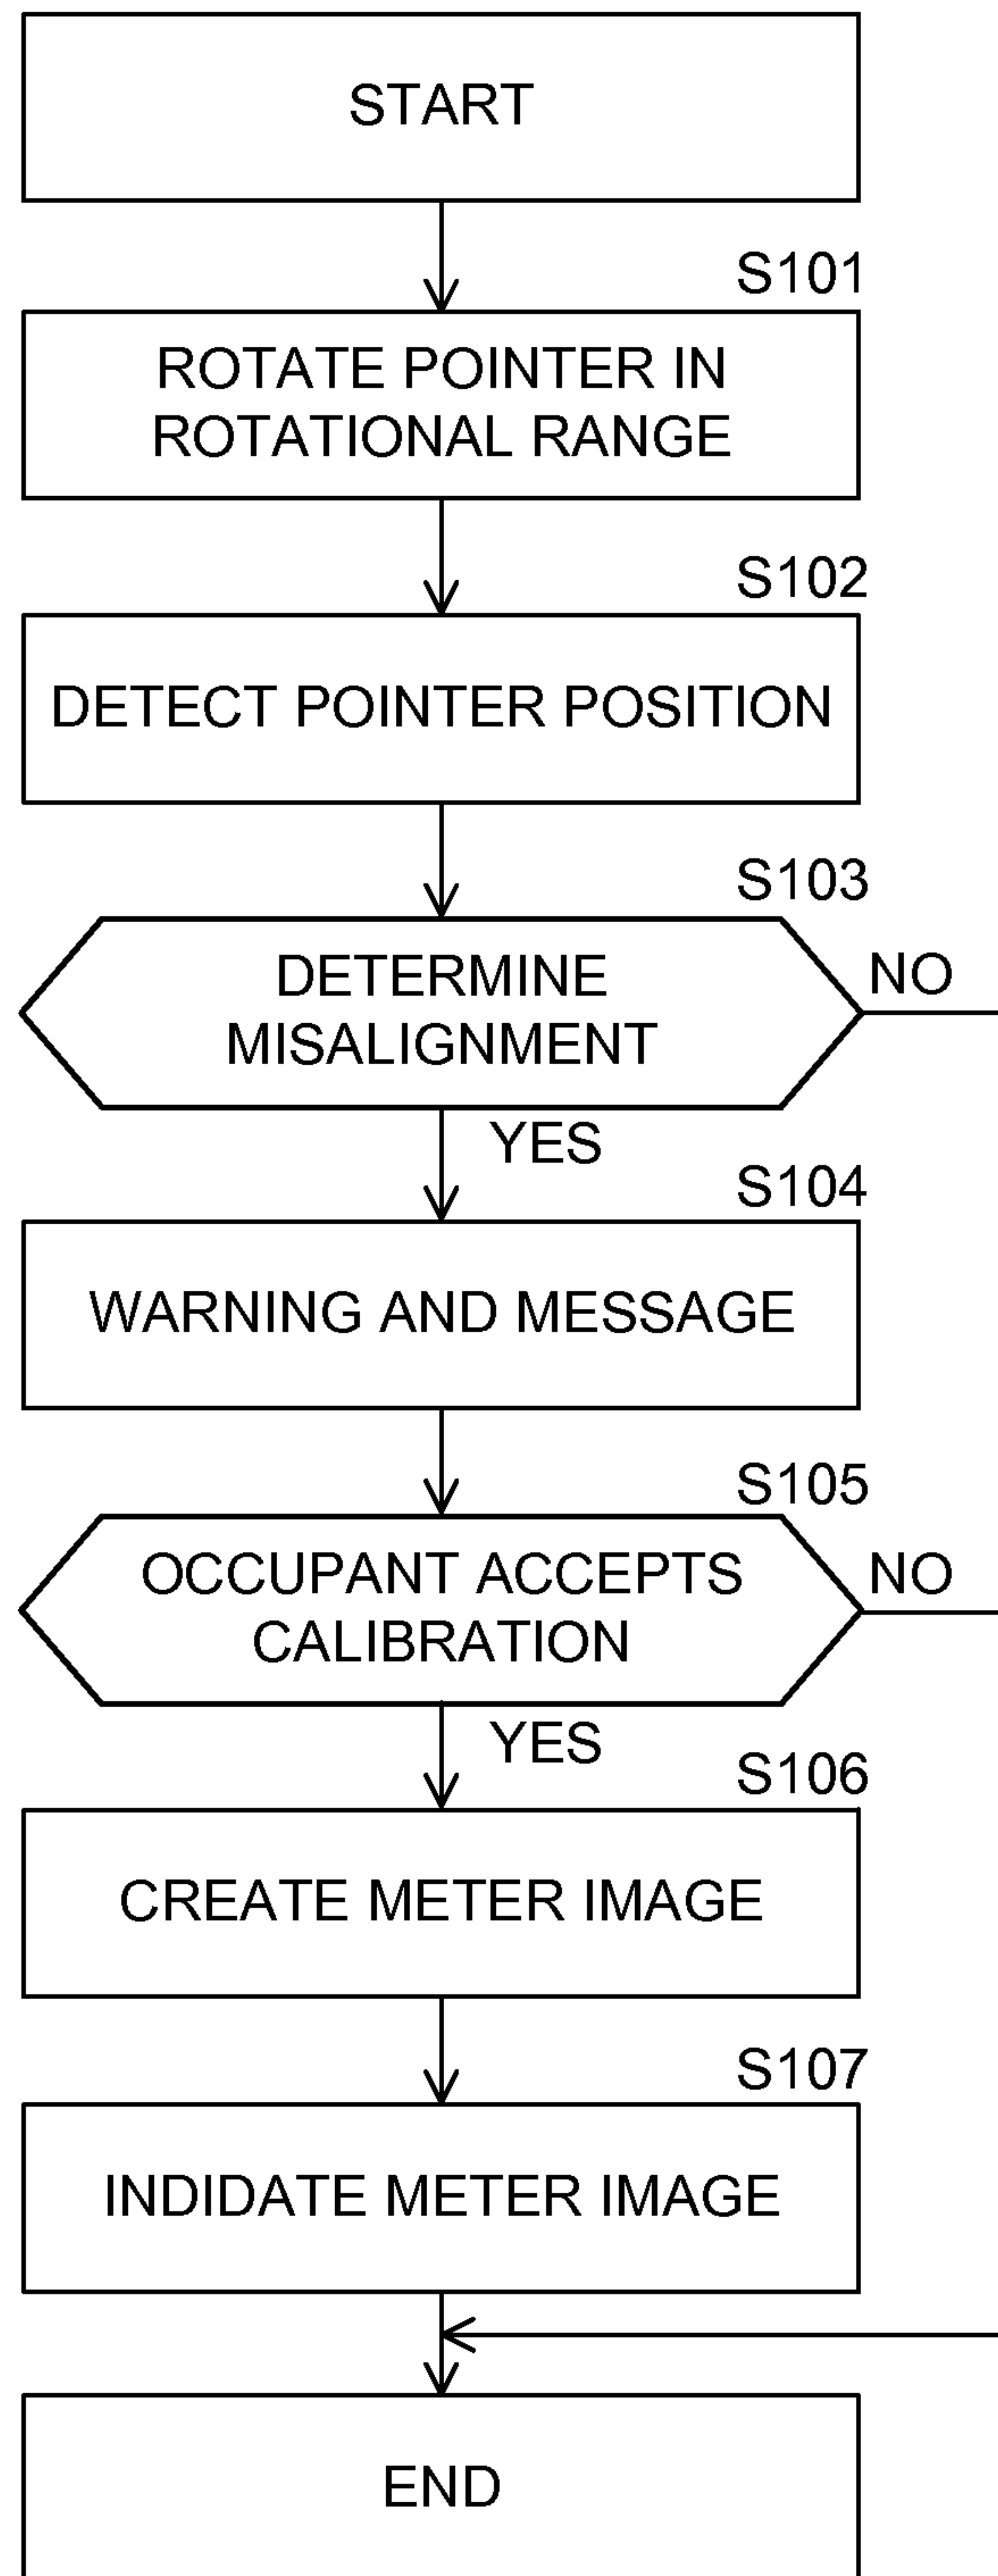 START
S101
ROTATE POINTER IN
ROTATIONAL RANGE
S102
DETECT POINTER POSITION
S103
DETERMINE
MISALIGNMENT
NO
YES
S104
WARNING AND MESSAGE
S105
OCCUPANT ACCEPTS
CALIBRATION
NO
YES
S106
CREATE METER IMAGE
S107
INDIDATE METER IMAGE
END